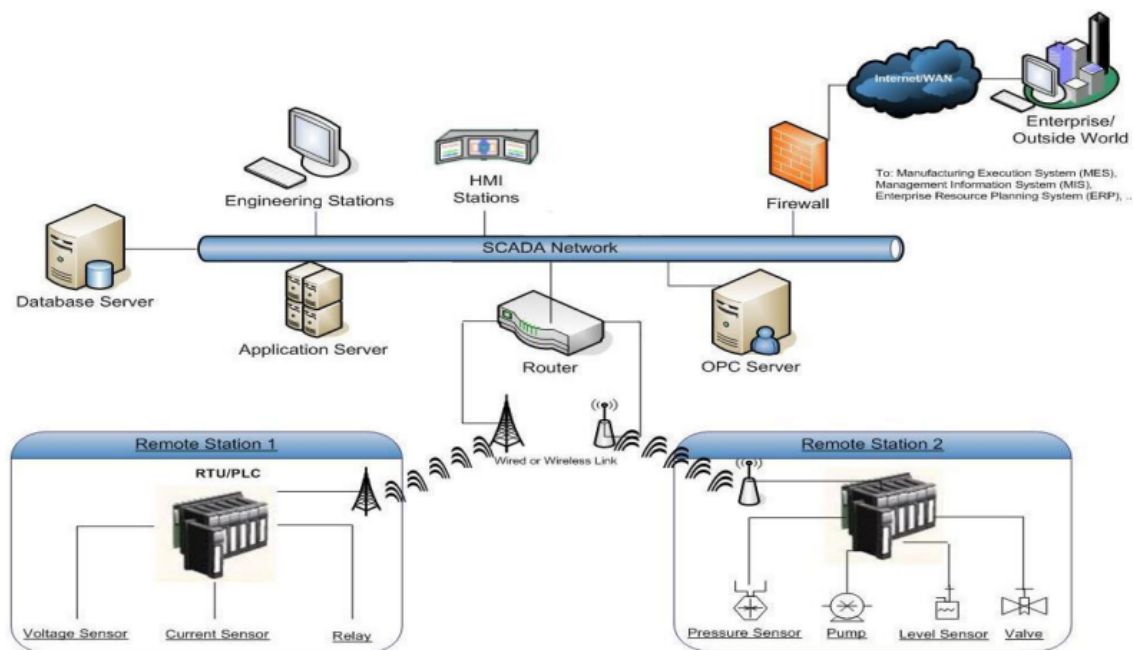 Internet/WAN
Enterprise/
Outside World
To: Manufacturing Execution System (MES),
Management Information System (MIS),
Enterprise Resource Planning System (ERP), ..
Engineering Stations
HMI
Stations
Firewall
SCADA Network
Database Server
Application Server
Router
OPC Server
Remote Station 1
RTU/PLC
Voltage Sensor
Current Sensor
Relay
Wired or Wireless Link
Remote Station 2
Pressure Sensor
Pump
Level Sensor
Valve